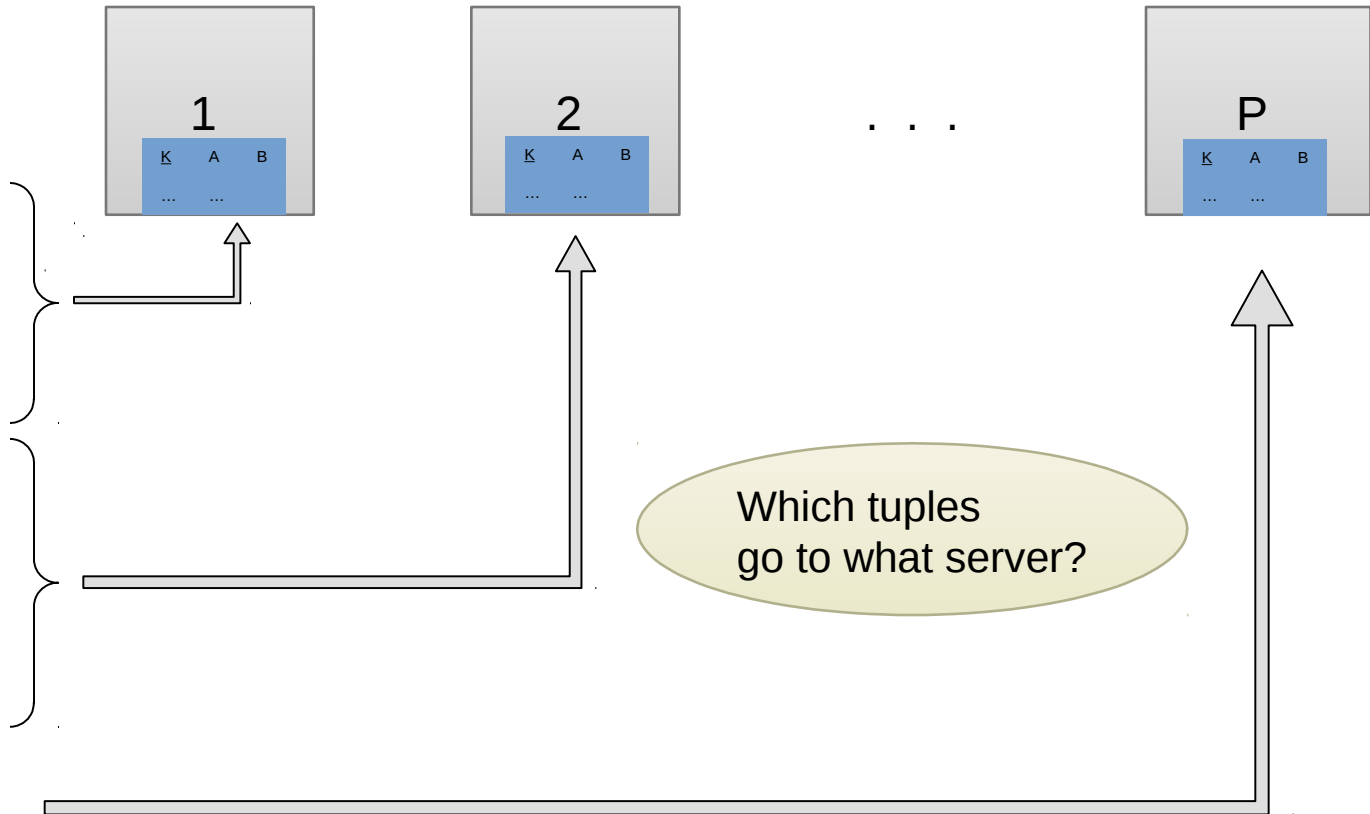 1
2
. . .
P
K A B
... ...
K A B
... ...
K A B
... ...
Which tuples
go to what server?